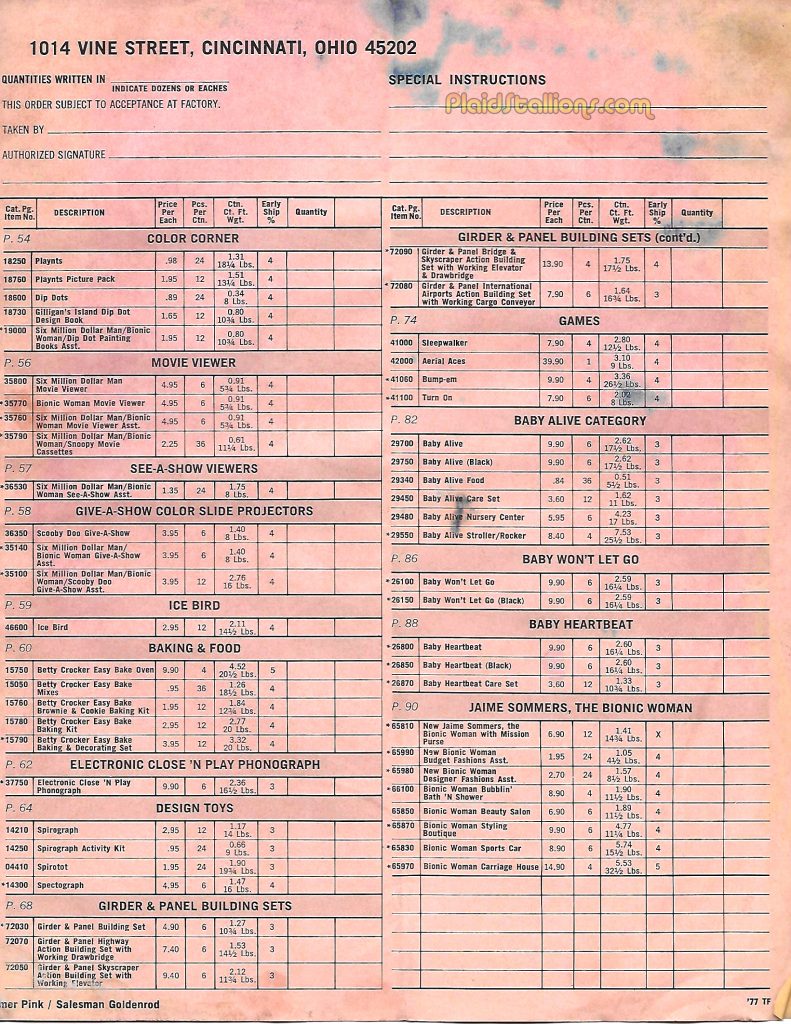 1014 VINE STREET, CINCINNATI, OHIO 45202
QUANTITIES WRITTEN IN
INDICATE DOZENS OR EACHES
THIS ORDER SUBJECT TO ACCEPTANCE AT FACTORY.
TAKEN BY
AUTHORIZED SIGNATURE
SPECIAL INSTRUCTIONS
PlaidStallions.com
Cat. Pg. Item No. DESCRIPTION Price Per Each Pcs. Per Ctn. Ctn. Ct. Ft. Wgt. Early Ship % Quantity
P. 54 COLOR CORNER
18250 Playnts .98 24 1.31 18¼ Lbs. 4
18760 Playnts Picture Pack 1.95 12 1.51 13¼ Lbs. 4
18600 Dip Dots .89 24 0.34 8 Lbs. 4
18730 Gilligan's Island Dip Dot Design Book 1.65 12 0.80 10¾ Lbs. 4
*19000 Six Million Dollar Man/Bionic Woman/Dip Dot Painting Books Asst. 1.95 12 0.80 10¾ Lbs. 4
P. 56 MOVIE VIEWER
35800 Six Million Dollar Man Movie Viewer 4.95 6 0.91 5¾ Lbs. 4
*35770 Bionic Woman Movie Viewer 4.95 6 0.91 5¾ Lbs. 4
*35760 Six Million Dollar Man/Bionic Woman Movie Viewer Asst. 4.95 6 0.91 5¾ Lbs. 4
*35790 Six Million Dollar Man/Bionic Woman/Snoopy Movie Cassettes 2.25 36 0.61 11¼ Lbs. 4
P. 57 SEE-A-SHOW VIEWERS
*36530 Six Million Dollar Man/Bionic Woman See-A-Show Asst. 1.35 24 1.75 8 Lbs. 4
P. 58 GIVE-A-SHOW COLOR SLIDE PROJECTORS
36350 Scooby Doo Give-A-Show 3.95 6 1.40 8 Lbs. 4
*35140 Six Million Dollar Man/ Bionic Woman Give-A-Show Asst. 3.95 6 1.40 8 Lbs. 4
*35100 Six Million Dollar Man/Bionic Woman/Scooby Doo Give-A-Show Asst. 3.95 12 2.76 16 Lbs. 4
P. 59 ICE BIRD
46600 Ice Bird 2.95 12 2.11 14½ Lbs. 4
P. 60 BAKING & FOOD
15750 Betty Crocker Easy Bake Oven 9.90 4 4.52 20½ Lbs. 5
15050 Betty Crocker Easy Bake Mixes .95 36 1.26 18½ Lbs. 4
15760 Betty Crocker Easy Bake Brownie & Cookie Baking Kit 1.95 12 1.84 12¾ Lbs. 4
15780 Betty Crocker Easy Bake Baking Kit 2.95 12 2.77 20 Lbs. 4
*15790 Betty Crocker Easy Bake Baking & Decorating Set 3.95 12 3.32 20 Lbs. 4
P. 62 ELECTRONIC CLOSE 'N PLAY PHONOGRAPH
*37750 Electronic Close 'N Play Phonograph 9.90 6 2.36 16½ Lbs. 3
P. 64 DESIGN TOYS
14210 Spirograph 2.95 12 1.17 14 Lbs. 3
14250 Spirograph Activity Kit .95 24 0.66 9 Lbs. 3
04410 Spirotot 1.95 24 1.90 19¾ Lbs. 3
*14300 Spectograph 4.95 6 1.47 16 Lbs. 4
P. 68 GIRDER & PANEL BUILDING SETS
*72030 Girder & Panel Building Set 4.90 6 1.27 10¾ Lbs. 3
72070 Girder & Panel Highway Action Building Set with Working Drawbridge 7.40 6 1.53 14½ Lbs. 3
72050 Girder & Panel Skyscraper Action Building Set with Working Elevator 9.40 6 2.12 11¾ Lbs. 3
mer Pink / Salesman Goldenrod
Cat. Pg. Item No. DESCRIPTION Price Per Each Pcs. Per Ctn. Ctn. Ct. Ft. Wgt. Early Ship % Quantity
GIRDER & PANEL BUILDING SETS (cont'd.)
*72090 Girder & Panel Bridge & Skyscraper Action Building Set with Working Elevator & Drawbridge 13.90 4 1.75 17½ Lbs. 4
*72080 Girder & Panel International Airports Action Building Set with Working Cargo Conveyor 7.90 6 1.64 16¾ Lbs. 3
P. 74 GAMES
41000 Sleepwalker 7.90 4 2.80 12½ Lbs. 4
42000 Aerial Aces 39.90 1 3.10 9 Lbs. 4
*41060 Bump-em 9.90 4 3.36 26½ Lbs. 4
*41100 Turn On 7.90 6 2.02 8 Lbs. 4
P. 82 BABY ALIVE CATEGORY
29700 Baby Alive 9.90 6 2.62 17½ Lbs. 3
29750 Baby Alive (Black) 9.90 6 2.62 17½ Lbs. 3
29340 Baby Alive Food .84 36 0.51 5½ Lbs. 3
29450 Baby Alive Care Set 3.60 12 1.62 11 Lbs. 3
29480 Baby Alive Nursery Center 5.95 6 4.23 17 Lbs. 3
*29550 Baby Alive Stroller/Rocker 8.40 4 7.53 25½ Lbs. 3
P. 86 BABY WON'T LET GO
*26100 Baby Won't Let Go 9.90 6 2.59 16¼ Lbs. 3
*26150 Baby Won't Let Go (Black) 9.90 6 2.59 16¼ Lbs. 3
P. 88 BABY HEARTBEAT
*26800 Baby Heartbeat 9.90 6 2.60 16¼ Lbs. 3
*26850 Baby Heartbeat (Black) 9.90 6 2.60 16¼ Lbs. 3
*26870 Baby Heartbeat Care Set 3.60 12 1.33 10¾ Lbs. 3
P. 90 JAIME SOMMERS, THE BIONIC WOMAN
*65810 New Jaime Sommers, the Bionic Woman with Mission Purse 6.90 12 1.41 14¾ Lbs. X
*65990 New Bionic Woman Budget Fashions Asst. 1.95 24 1.05 4½ Lbs. 4
*65980 New Bionic Woman Designer Fashions Asst. 2.70 24 1.57 8½ Lbs. 4
*66100 Bionic Woman Bubblin' Bath 'N Shower 8.90 4 1.90 11½ Lbs. 4
65850 Bionic Woman Beauty Salon 6.90 6 1.89 11½ Lbs. 4
*65870 Bionic Woman Styling Boutique 9.90 6 4.77 11¼ Lbs. 4
*65830 Bionic Woman Sports Car 8.90 6 5.74 15½ Lbs. 4
*65970 Bionic Woman Carriage House 14.90 4 5.53 32½ Lbs. 5
'77 TF